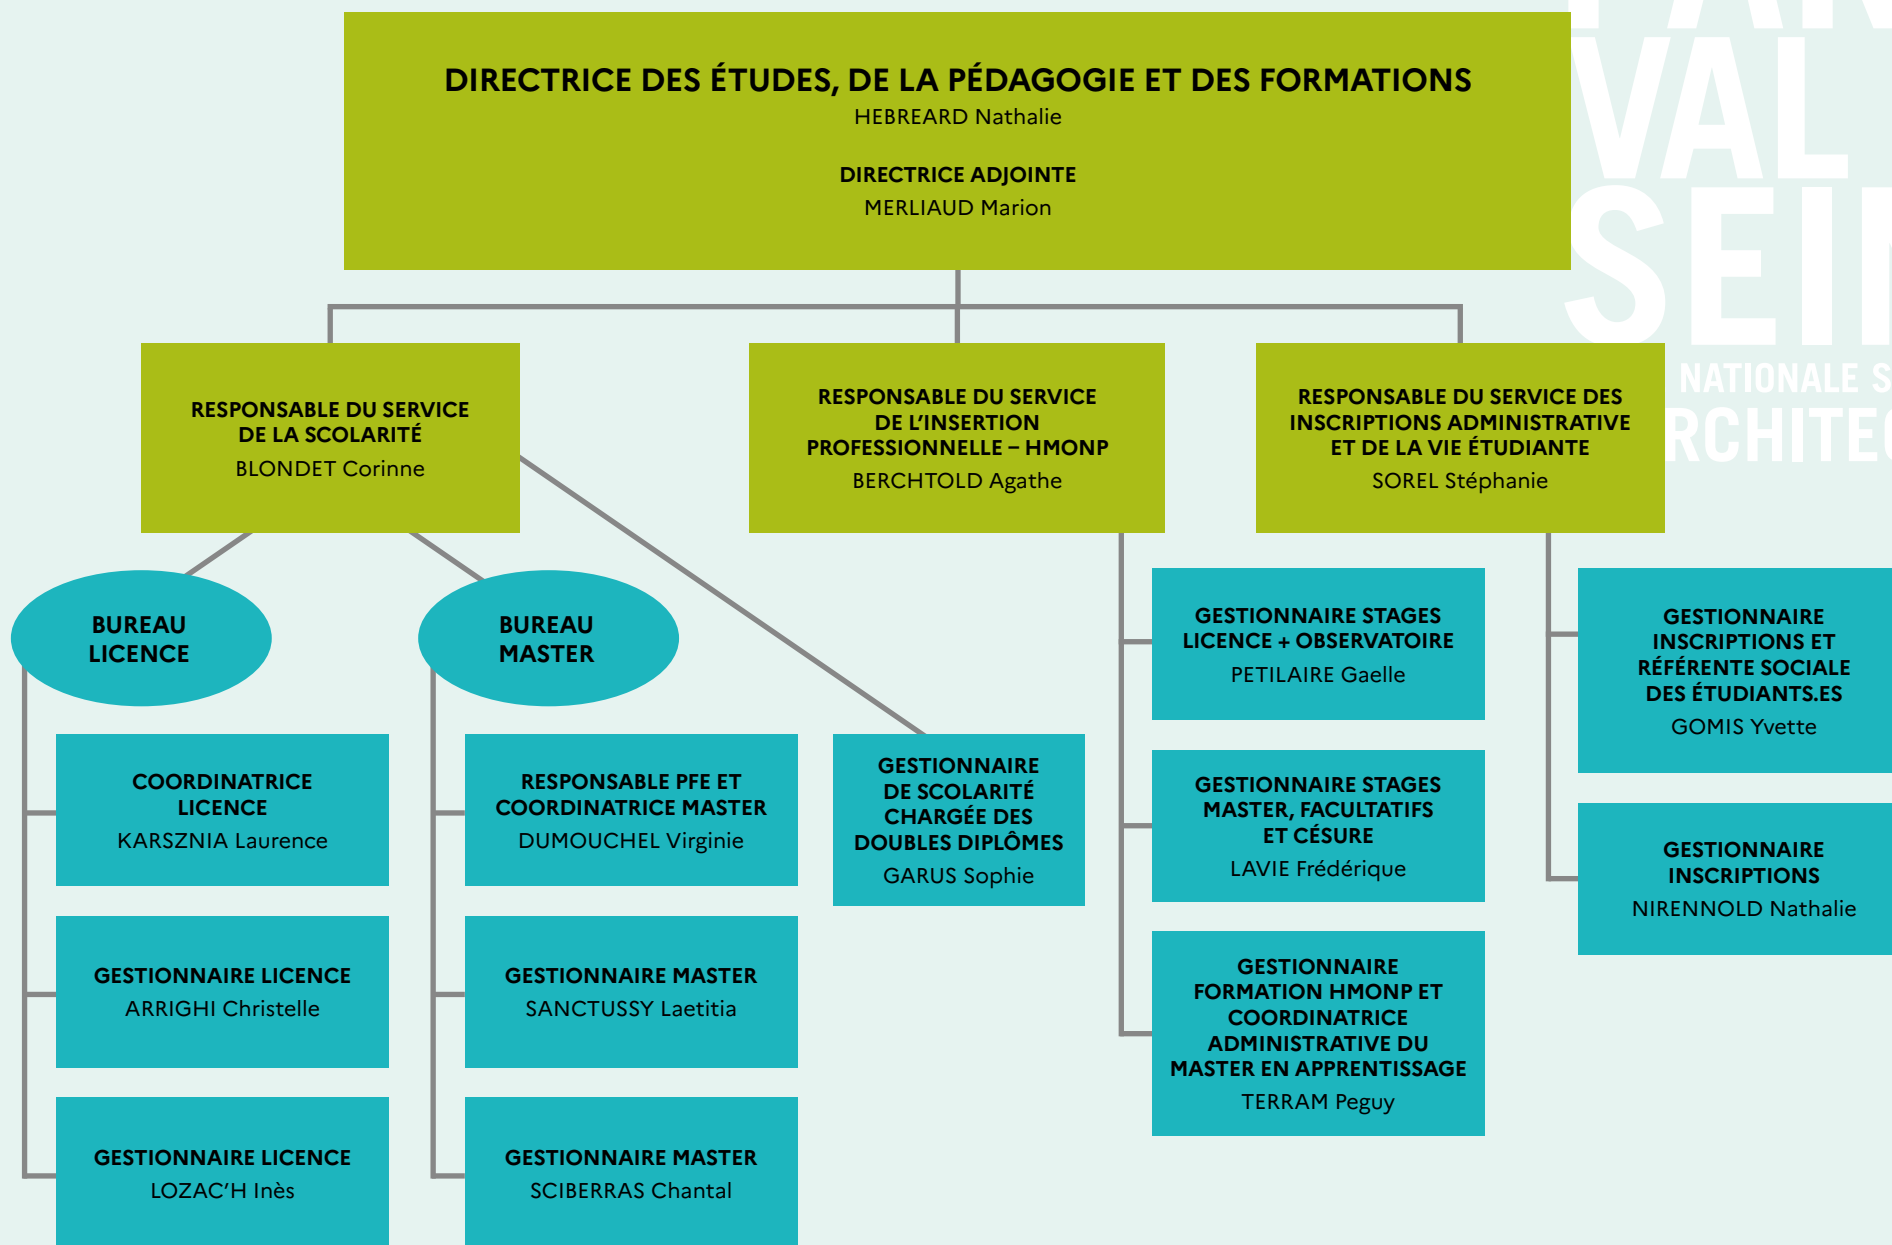 DIRECTRICE DES ÉTUDES, DE LA PÉDAGOGIE ET DES FORMATIONS
HEBREARD Nathalie
DIRECTRICE ADJOINTE
MERLIAUD Marion
VAL
NATIONALE
RESPONSABLE DU SERVICE
DE LA SCOLARITÉ
BLONDET Corinne
RESPONSABLE DU SERVICE
DE L’INSERTION
PROFESSIONNELLE – HMONP
BERCHTOLD Agathe
RESPONSABLE DU SERVICE DES
INSCRIPTIONS ADMINISTRATIVE
ET DE LA VIE ÉTUDIANTE
SOREL Stéphanie
BUREAU
LICENCE
COORDINATRICE
LICENCE
KARSZNIA Laurence
GESTIONNAIRE LICENCE
ARRIGHI Christelle
GESTIONNAIRE LICENCE
LOZAC’H Inès
BUREAU
MASTER
RESPONSABLE PFE ET
COORDINATRICE MASTER
DUMOUCHEL Virginie
GESTIONNAIRE MASTER
SANCTUSSY Laetitia
GESTIONNAIRE MASTER
SCIBERRAS Chantal
GESTIONNAIRE
DE SCOLARITÉ
CHARGÉE DES
DOUBLES DIPLÔMES
GARUS Sophie
GESTIONNAIRE STAGES
LICENCE + OBSERVATOIRE
PETILAIRE Gaelle
GESTIONNAIRE STAGES
MASTER, FACULTATIFS
ET CÉSURE
LAVIE Frédérique
GESTIONNAIRE
FORMATION HMONP ET
COORDINATRICE
ADMINISTRATIVE DU
MASTER EN APPRENTISSAGE
TERRAM Peguy
GESTIONNAIRE
INSCRIPTIONS ET
RÉFÉRENTE SOCIALE
DES ÉTUDIANTS.ES
GOMIS Yvette
GESTIONNAIRE
INSCRIPTIONS
NIRENNOLD Nathalie